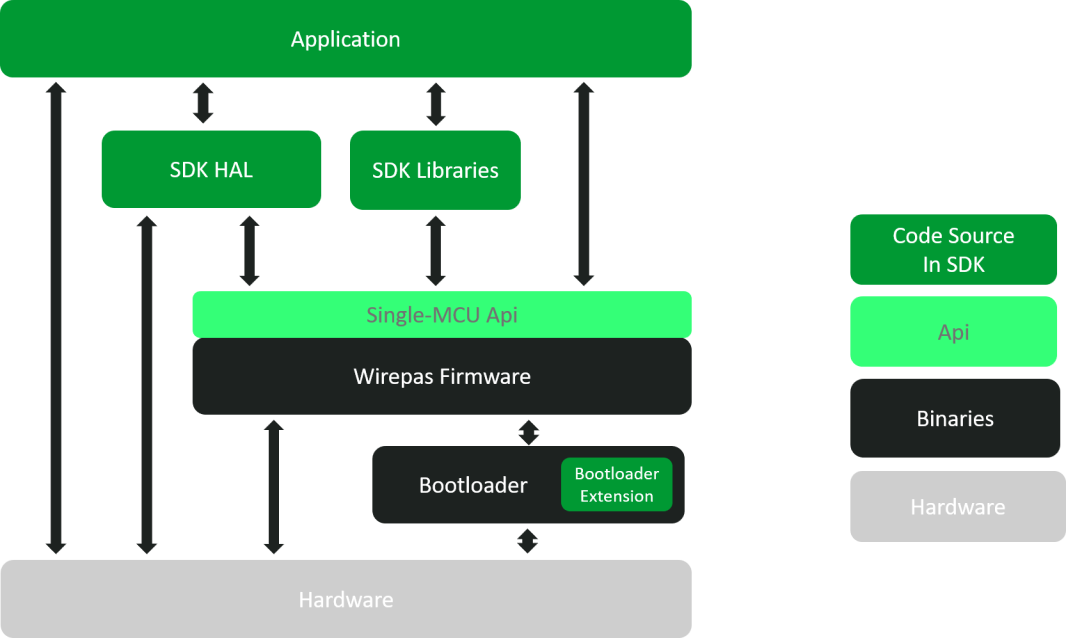 Application
SDK HAL
SDK Libraries
Single-MCU Api
Wirepas Firmware
Bootloader
Bootloader
Extension
Hardware
Code Source
In SDK
Api
Binaries
Hardware